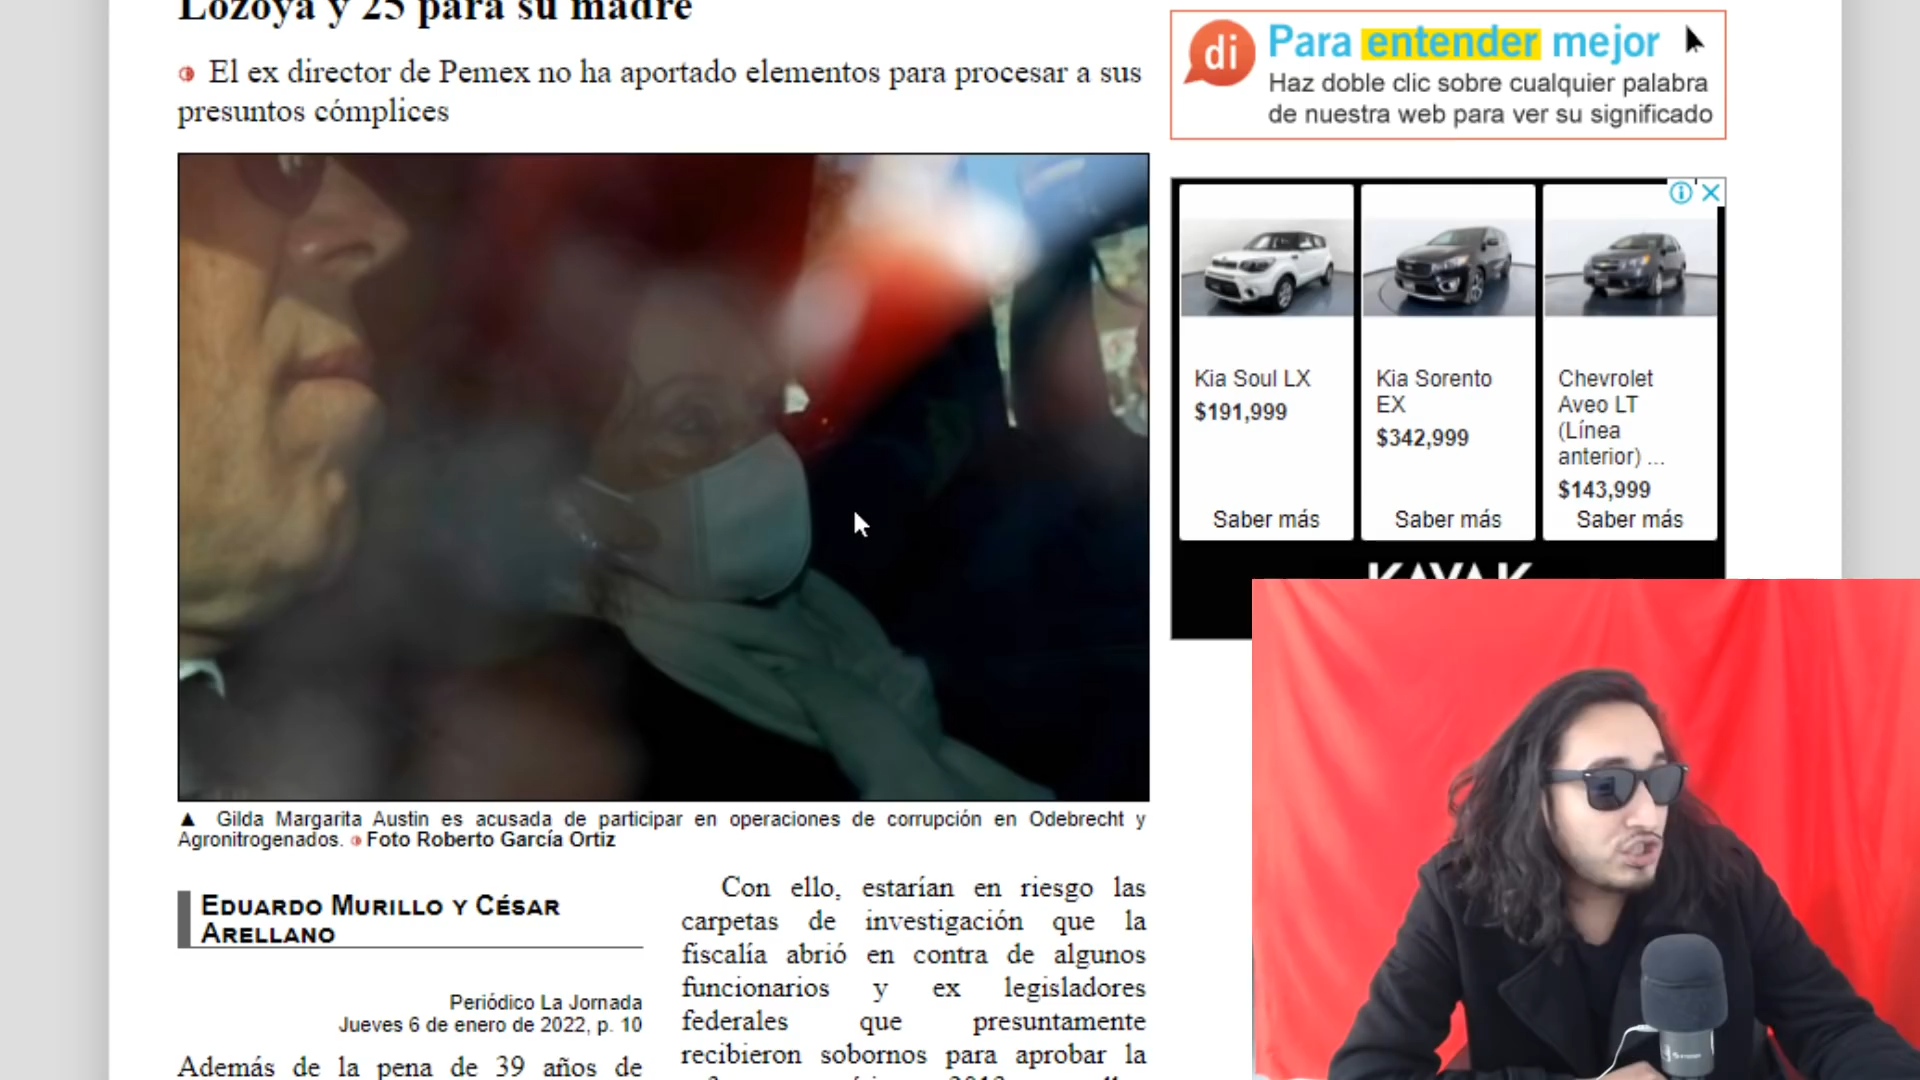 Lozoya y 25 para su madre
El ex director de Pemex no ha aportado elementos para procesar a sus
presuntos cómplices
di
Para entender mejor
Haz doble clic sobre cualquier palabra
de nuestra web para ver su significado
Kia Soul LX
$191,999
Saber más
Kia Sorento
EX
$342,999
Saber más
Chevrolet
Aveo LT
(Línea
anterior) ...
$143,999
Saber más
KAVAK
▲ Gilda Margarita Austin es acusada de participar en operaciones de corrupción en Odebrecht y
Agronitrogenados. Foto Roberto García Ortiz
Eduardo Murillo y César
Arellano
Periódico La Jornada
Jueves 6 de enero de 2022, p. 10
Además de la pena de 39 años de
Con ello, estarían en riesgo las
carpetas de investigación que la
fiscalía abrió en contra de algunos
funcionarios y ex legisladores
federales que presuntamente
recibieron sobornos para aprobar la